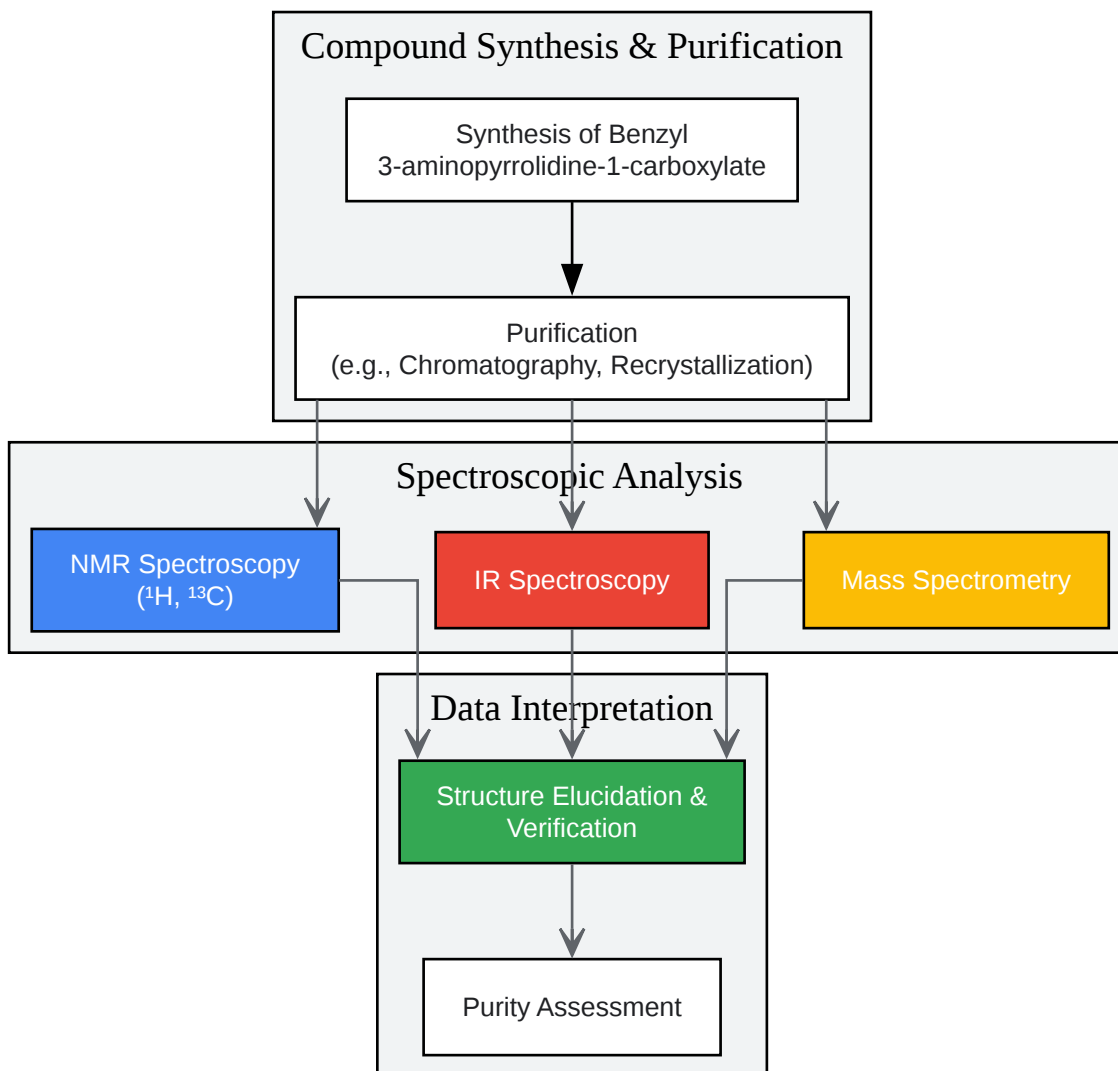 Compound Synthesis & Purification
Synthesis of Benzyl
3-aminopyrrolidine-1-carboxylate
Purification
(e.g., Chromatography, Recrystallization)
Spectroscopic Analysis
NMR Spectroscopy
(¹H, ¹³C)
IR Spectroscopy
Mass Spectrometry
Data Interpretation
Structure Elucidation &
Verification
Purity Assessment